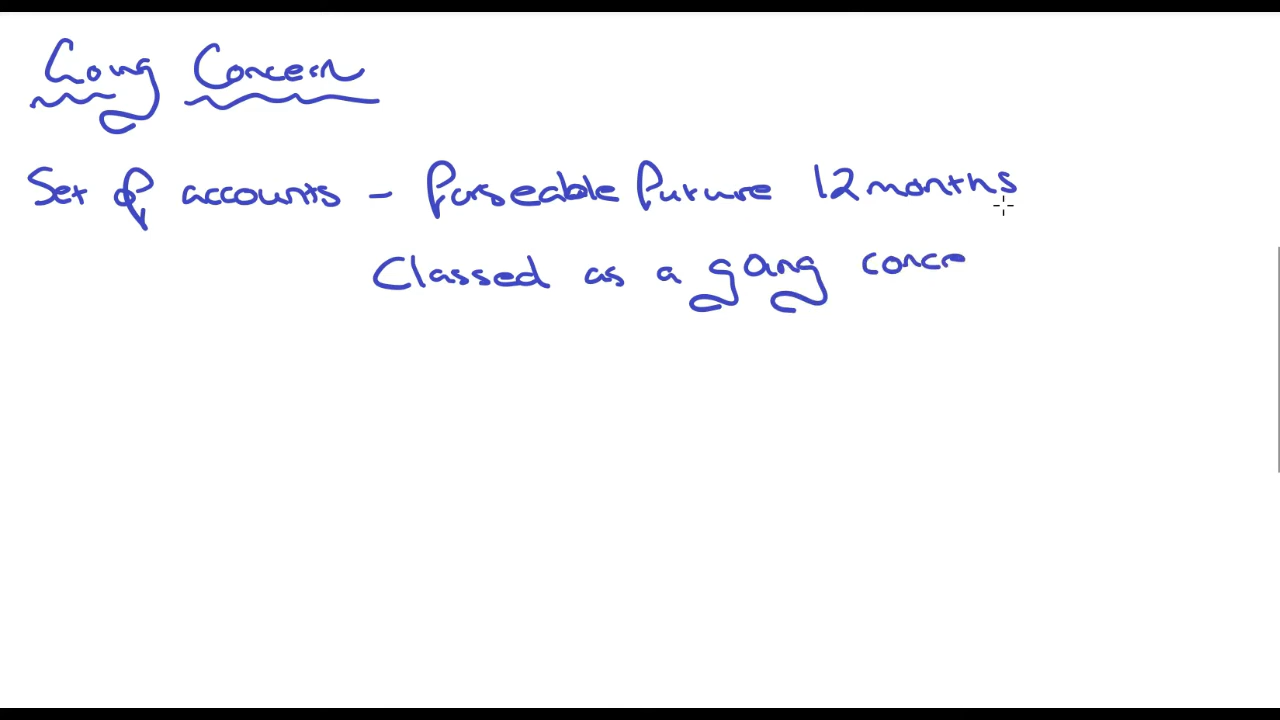 Going Concern
Set of accounts - forseeable future 12 months
Classed as a going conce